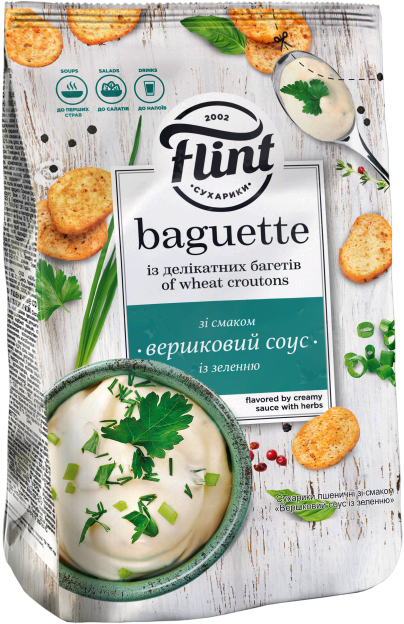 SOUPS
SALADS
DRINKS
ДО ПЕРШИХ
СТРАВ
ДО САЛАТІВ
ДО НАПОЇВ
2002
flint
•СУХАРИКИ•
baguette
із делікатних багетів
of wheat croutons
зі смаком
• вершковий соус •
із зеленню
flavored by creamy
sauce with herbs
Сухарики пшеничні зі смаком
«Вершковий соус із зеленню»